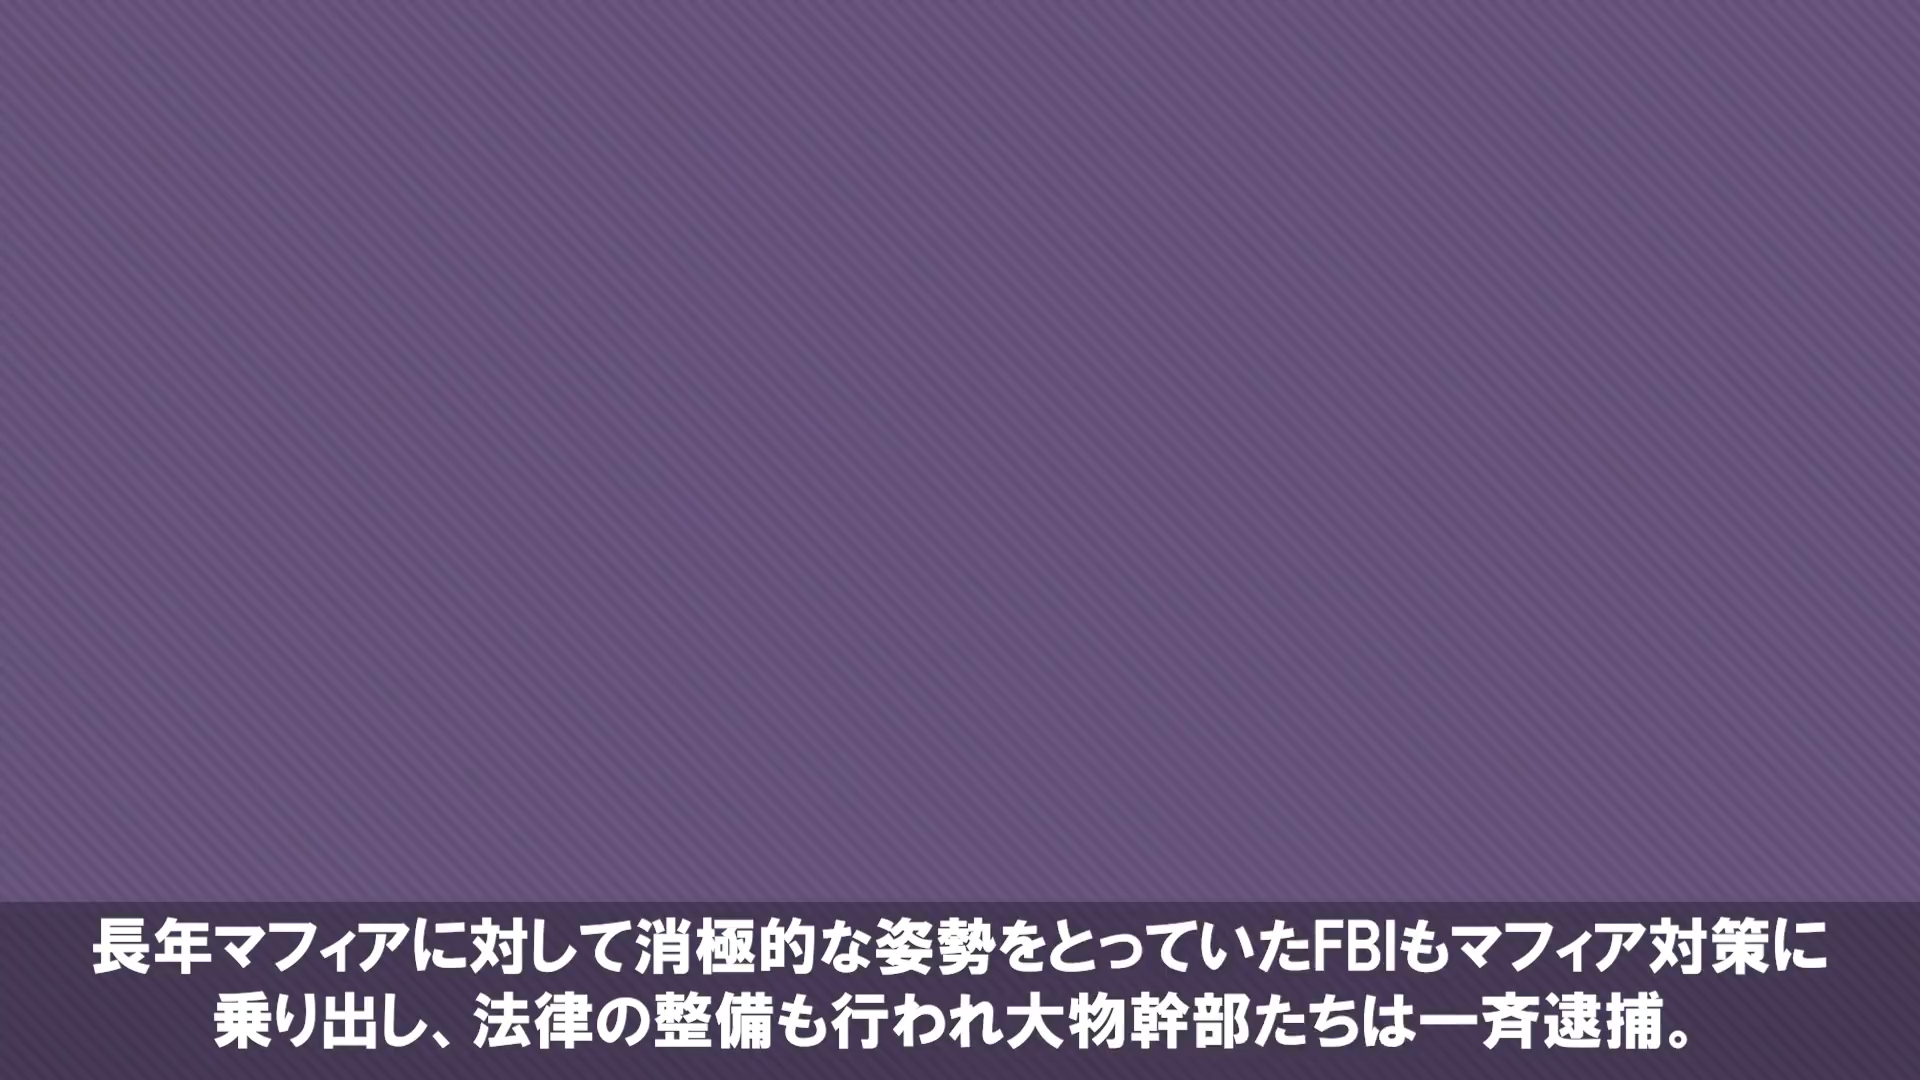 長年マフィアに対して消極的な姿勢をとっていたFBIもマフィア対策に
乗り出し、法律の整備も行われ大物幹部たちは一斉逮捕。